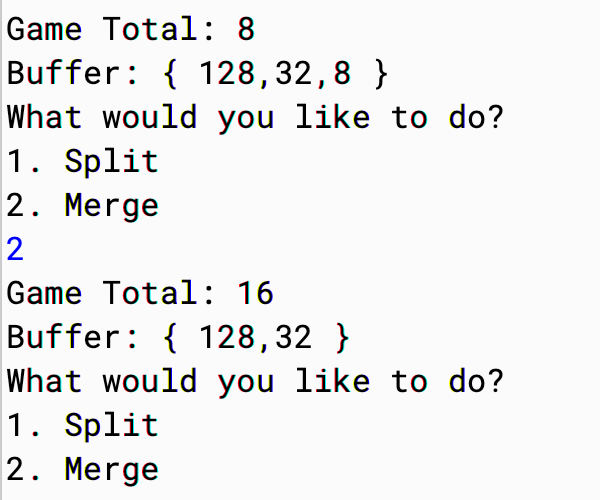 Game Total: 8
Buffer: { 128,32,8 }
What would you like to do?
1. Split
2. Merge
2
Game Total: 16
Buffer: { 128,32 }
What would you like to do?
1. Split
2. Merge